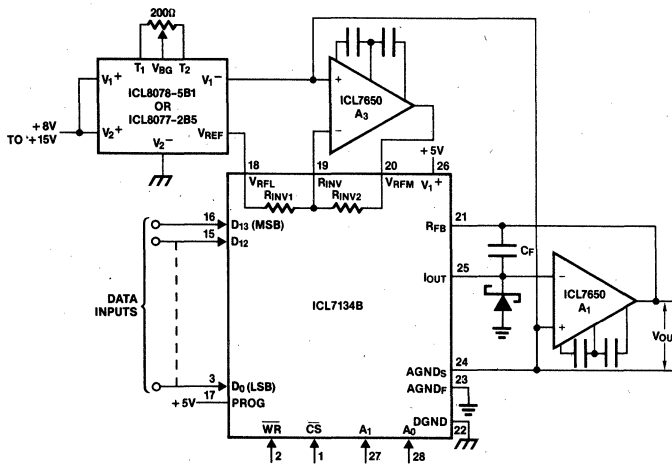 200Ω
T1 VBG T2
V1+
V1−
ICL8078-5B1
OR
ICL8077-2B5
V2+
VREF
V2−
+8V
TO +15V
+
−
ICL7650
A3
+5V
18 19 20 26
VRFL RINV VRFM V1+
RINV1 RINV2
16 D13 (MSB)
15 D12
DATA
INPUTS
3 D0 (LSB)
+5V 17 PROG
ICL7134B
RFB 21
CF
IOUT 25
−
ICL7650
A1
+
VOU
24
AGNDS
23
AGNDF
DGND
22
WR CS A1 A0
2 1 27 28